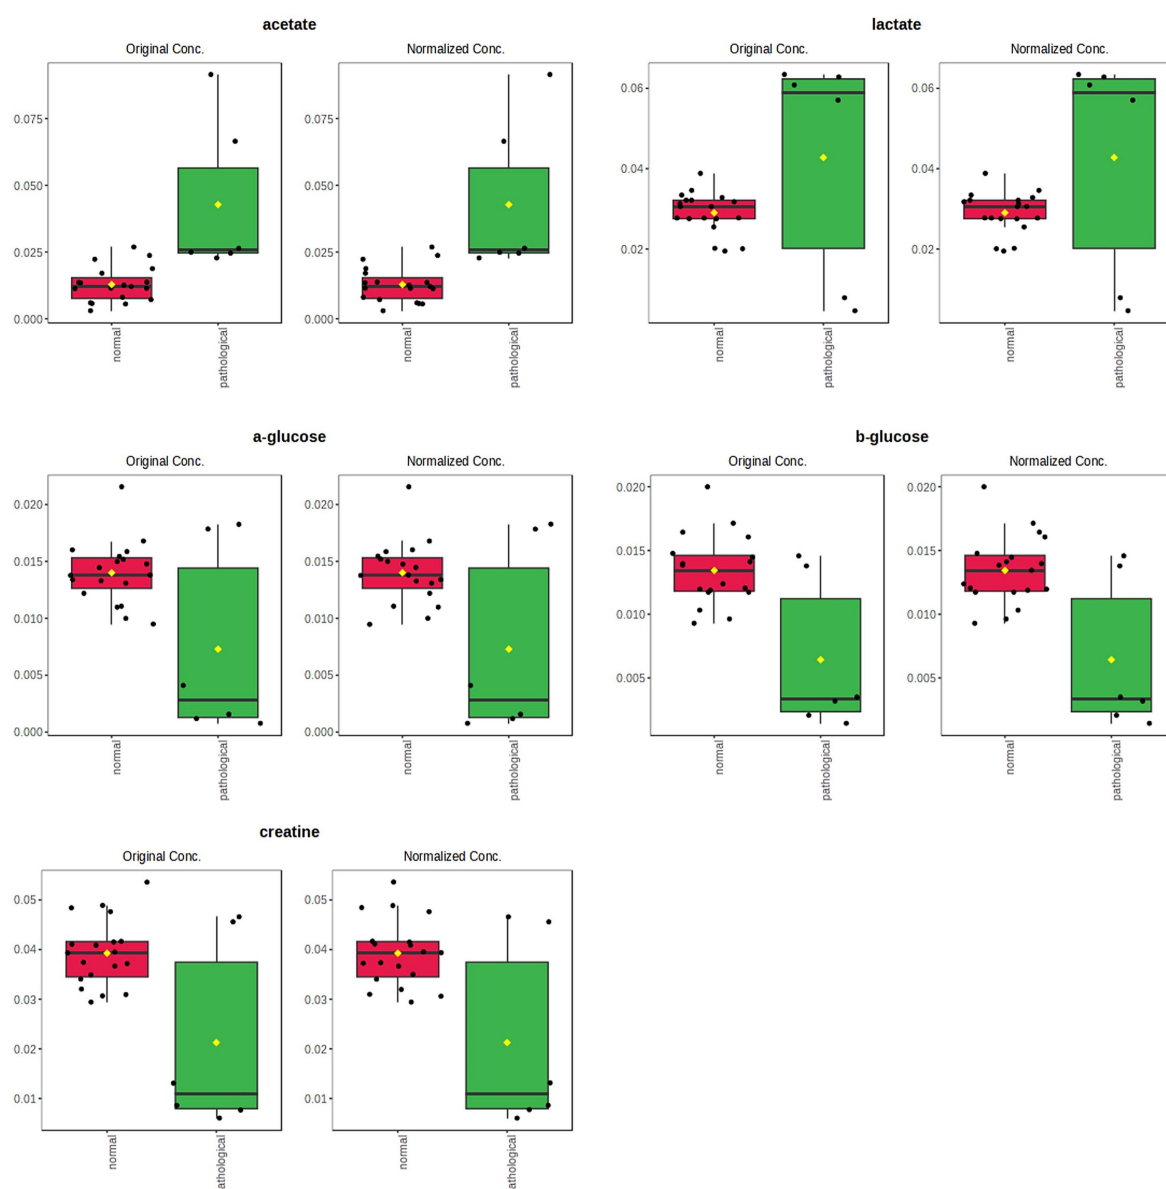 acetate
Original Conc.
Normalized Conc.
0.075
0.050
0.025
0.000
0.075
0.050
0.025
0.000
normal
pathological
normal
pathological
lactate
Original Conc.
Normalized Conc.
0.06
0.04
0.02
0.06
0.04
0.02
normal
pathological
normal
pathological
a-glucose
Original Conc.
Normalized Conc.
0.020
0.015
0.010
0.005
0.000
0.020
0.015
0.010
0.005
0.000
normal
pathological
normal
pathological
b-glucose
Original Conc.
Normalized Conc.
0.020
0.015
0.010
0.005
0.020
0.015
0.010
0.005
normal
pathological
normal
pathological
creatine
Original Conc.
Normalized Conc.
0.05
0.04
0.03
0.02
0.01
0.05
0.04
0.03
0.02
0.01
normal
athological
normal
athological